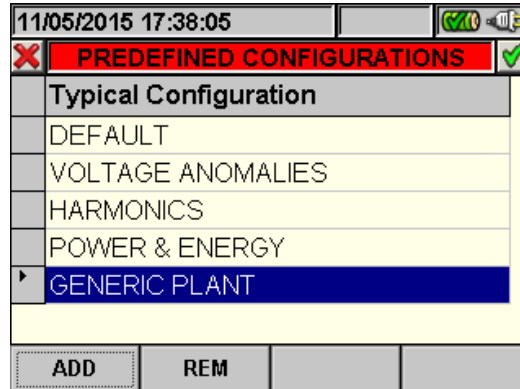 11/05/2015 17:38:05
PREDEFINED CONFIGURATIONS
Typical Configuration
DEFAULT
VOLTAGE ANOMALIES
HARMONICS
POWER & ENERGY
GENERIC PLANT
ADD REM